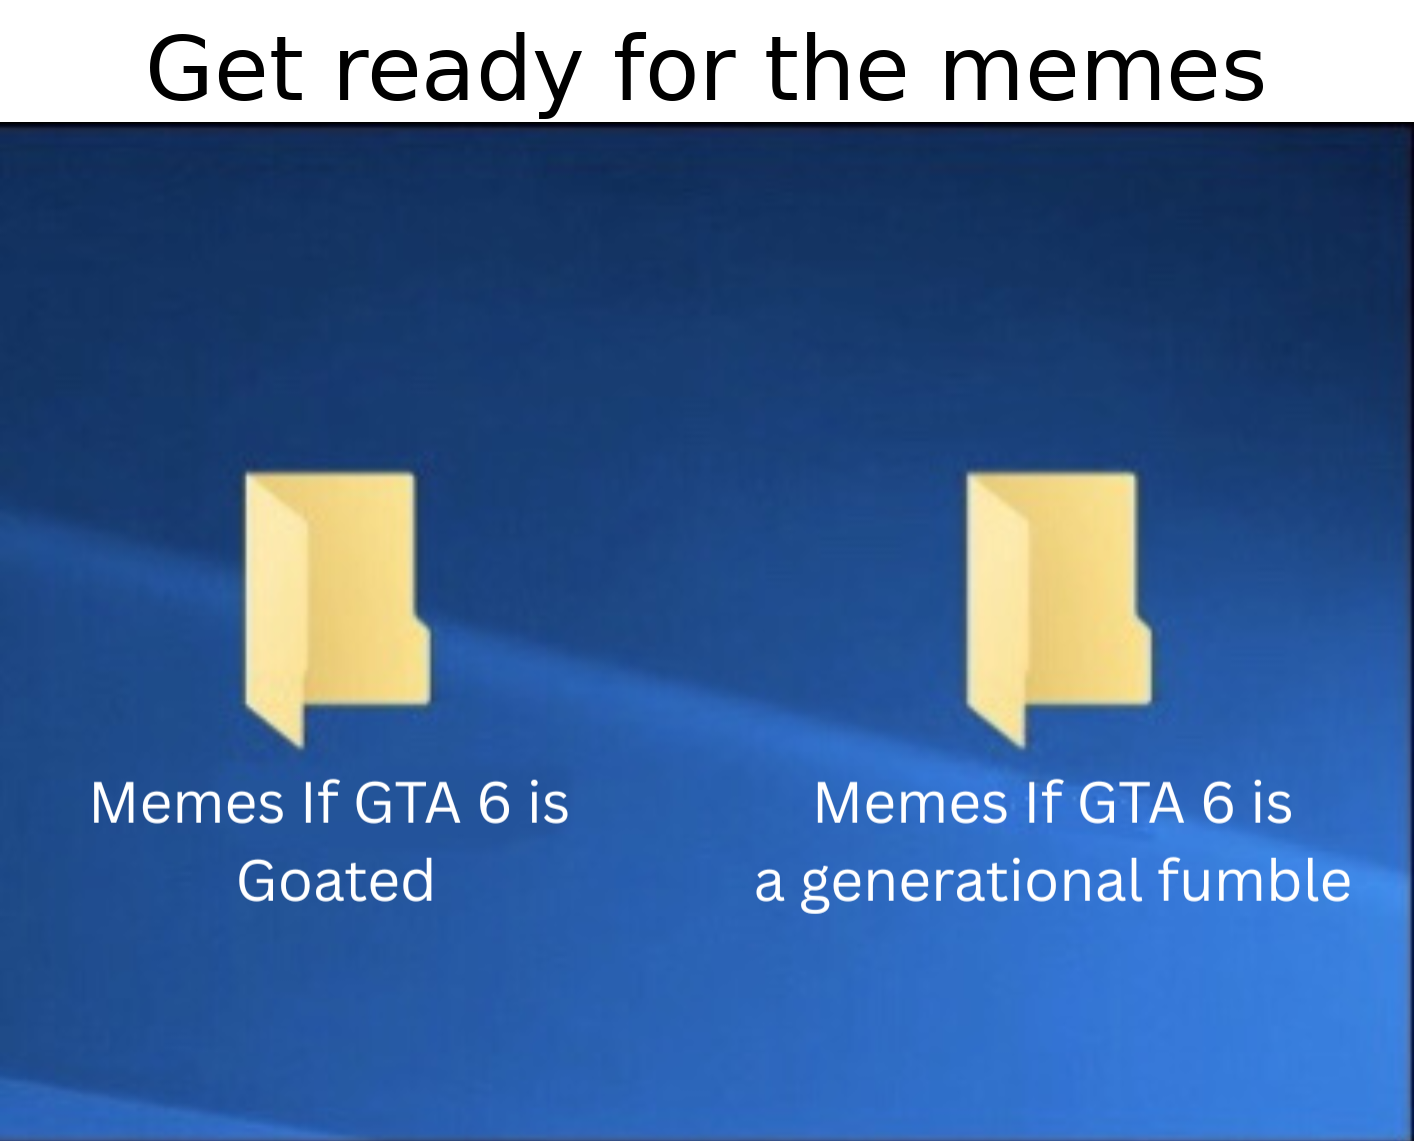 Get ready for the memes
Memes If GTA 6 is
Goated
Memes If GTA 6 is
a generational fumble